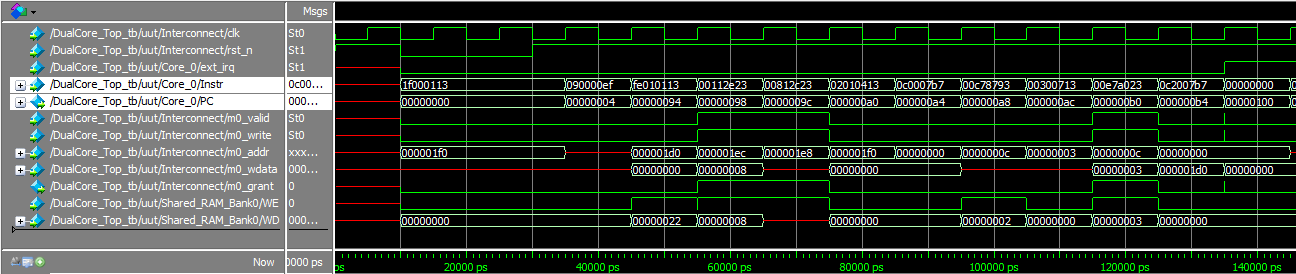 Msgs
/DualCore_Top_tb/uut/Interconnect/clk St0
/DualCore_Top_tb/uut/Interconnect/rst_n St1
/DualCore_Top_tb/uut/Core_0/ext_irq St1
/DualCore_Top_tb/uut/Core_0/Instr 0c00... 1f000113 090000ef fe010113 00112e23 00812c23 02010413 0c0007b7 00c78793 00300713 00e7a023 0c2007b7 00000000
/DualCore_Top_tb/uut/Core_0/PC 000... 00000000 00000004 00000094 00000098 0000009c 000000a0 000000a4 000000a8 000000ac 000000b0 000000b4 00000100
/DualCore_Top_tb/uut/Interconnect/m0_valid St0
/DualCore_Top_tb/uut/Interconnect/m0_write St0
/DualCore_Top_tb/uut/Interconnect/m0_addr xxx... 000001f0 000001d0 000001ec 000001e8 000001f0 00000000 0000000c 00000003 0000000c 00000000
/DualCore_Top_tb/uut/Interconnect/m0_wdata 000... 00000000 00000008 00000000 00000003 000001d0 00000000
/DualCore_Top_tb/uut/Interconnect/m0_grant 0
/DualCore_Top_tb/uut/Shared_RAM_Bank0/WE 0
/DualCore_Top_tb/uut/Shared_RAM_Bank0/WD 000... 00000000 00000022 00000008 00000000 00000002 00000000 00000003 00000000
Now 0000 ps ps 20000 ps 40000 ps 60000 ps 80000 ps 100000 ps 120000 ps 140000 ps